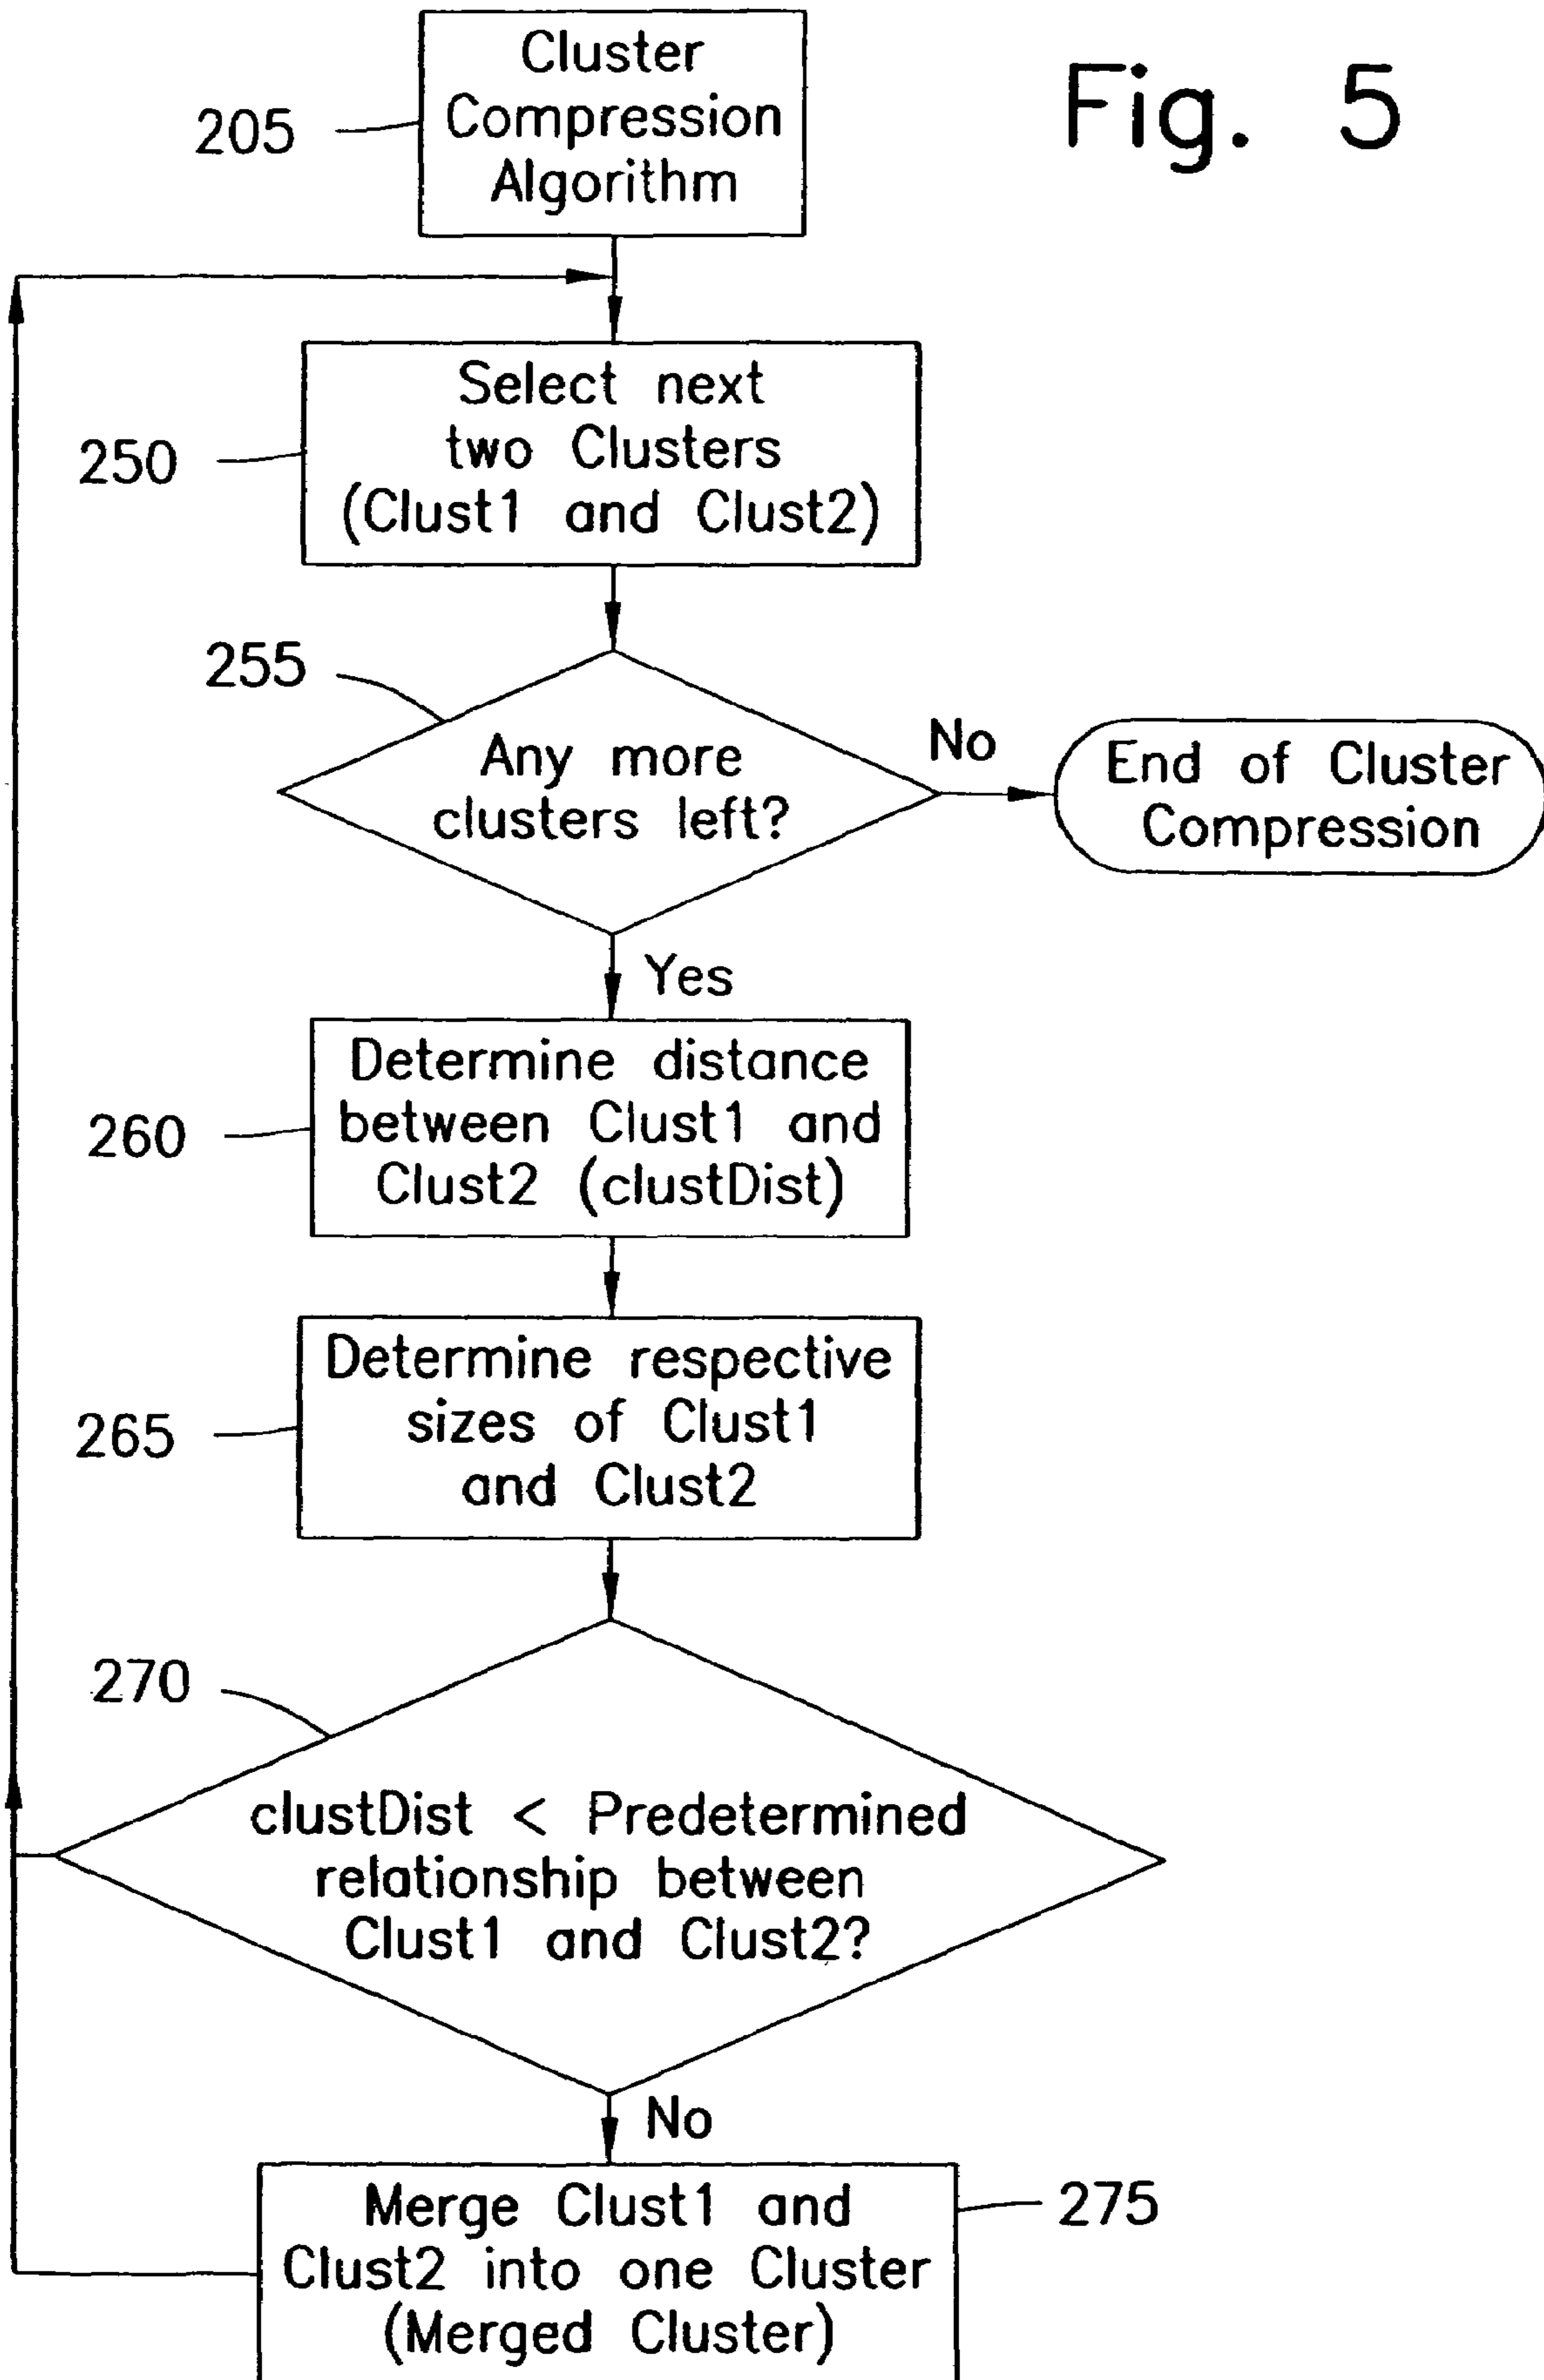 Fig. 5
205
Cluster
Compression
Algorithm
250
Select next
two Clusters
(Clust1 and Clust2)
255
Any more
clusters left?
No
End of Cluster
Compression
Yes
260
Determine distance
between Clust1 and
Clust2 (clustDist)
265
Determine respective
sizes of Clust1
and Clust2
270
clustDist < Predetermined
relationship between
Clust1 and Clust2?
No
275
Merge Clust1 and
Clust2 into one Cluster
(Merged Cluster)